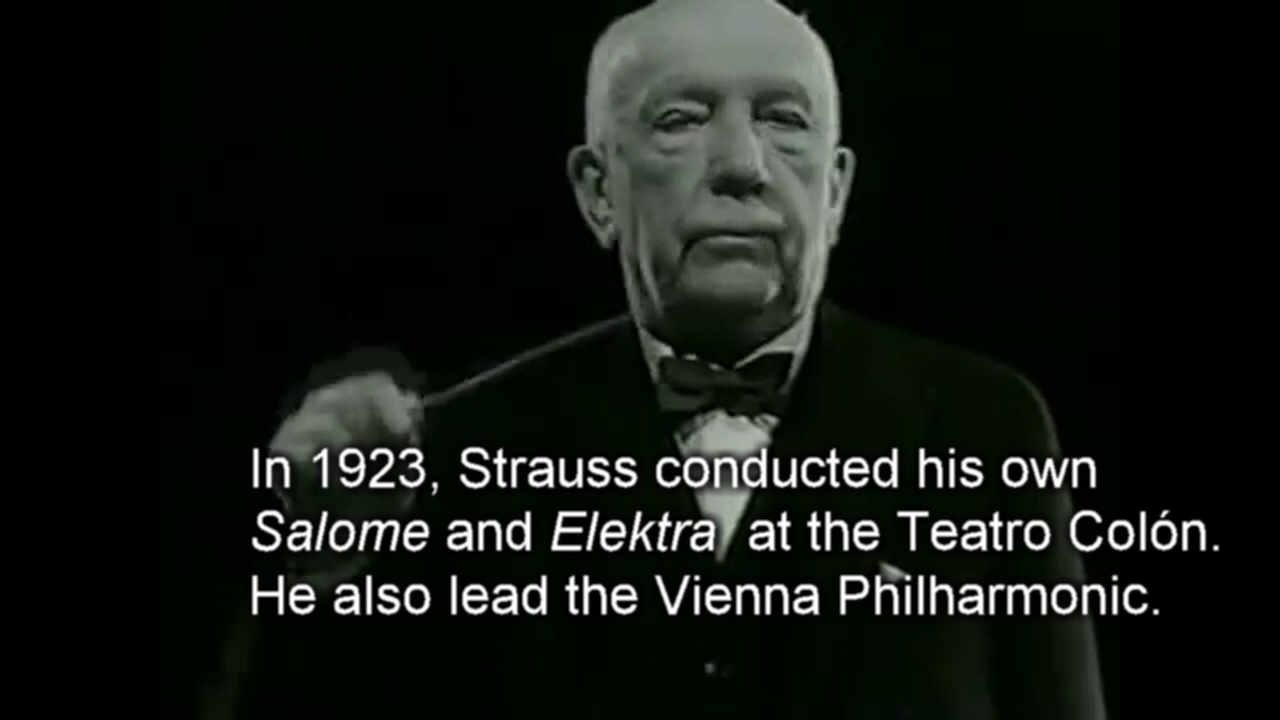 In 1923, Strauss conducted his own
Salome and Elektra at the Teatro Colón.
He also lead the Vienna Philharmonic.